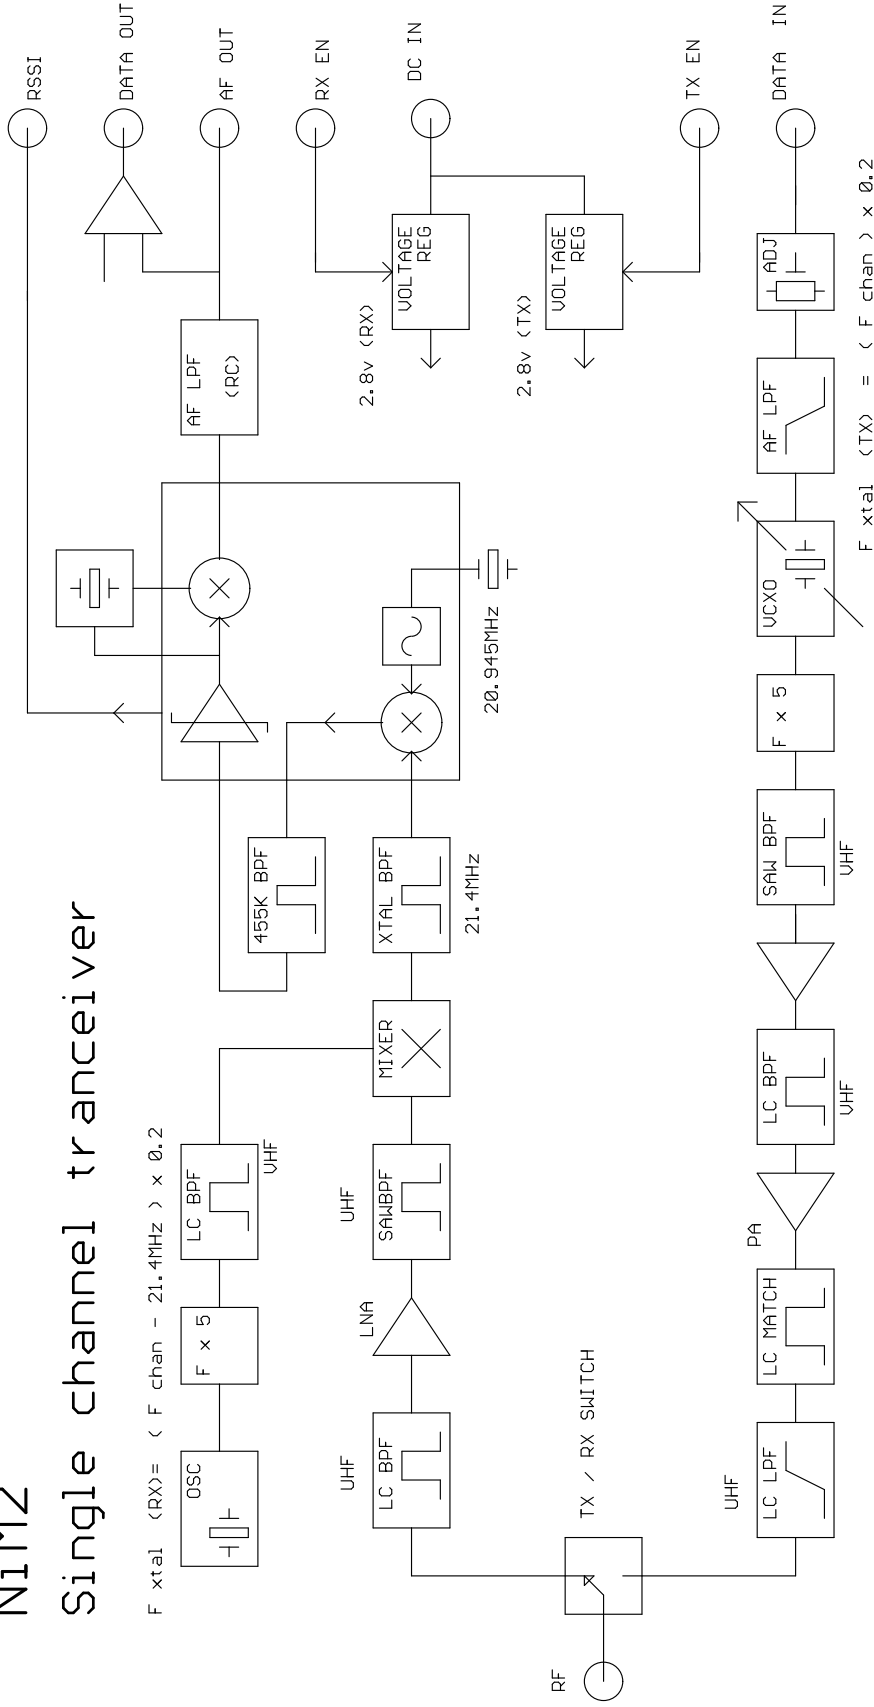 NiM2
Single channel tranceiver
F xtal (RX)= ( F chan - 21.4MHz ) x 0.2
OSC
F x 5
LC BPF
VHF
RSSI
DATA OUT
AF OUT
AF LPF
(RC)
455K BPF
RX EN
DC IN
2.8v (RX)
VOLTAGE
REG
UHF
LC BPF
LNA
UHF
SAWBPF
MIXER
XTAL BPF
21.4MHz
20.945MHz
2.8v (TX)
VOLTAGE
REG
TX EN
RF
TX / RX SWITCH
UHF
LC LPF
LC MATCH
PA
LC BPF
VHF
SAW BPF
VHF
F x 5
VCXO
AF LPF
ADJ
DATA IN
F xtal (TX) = ( F chan ) x 0.2